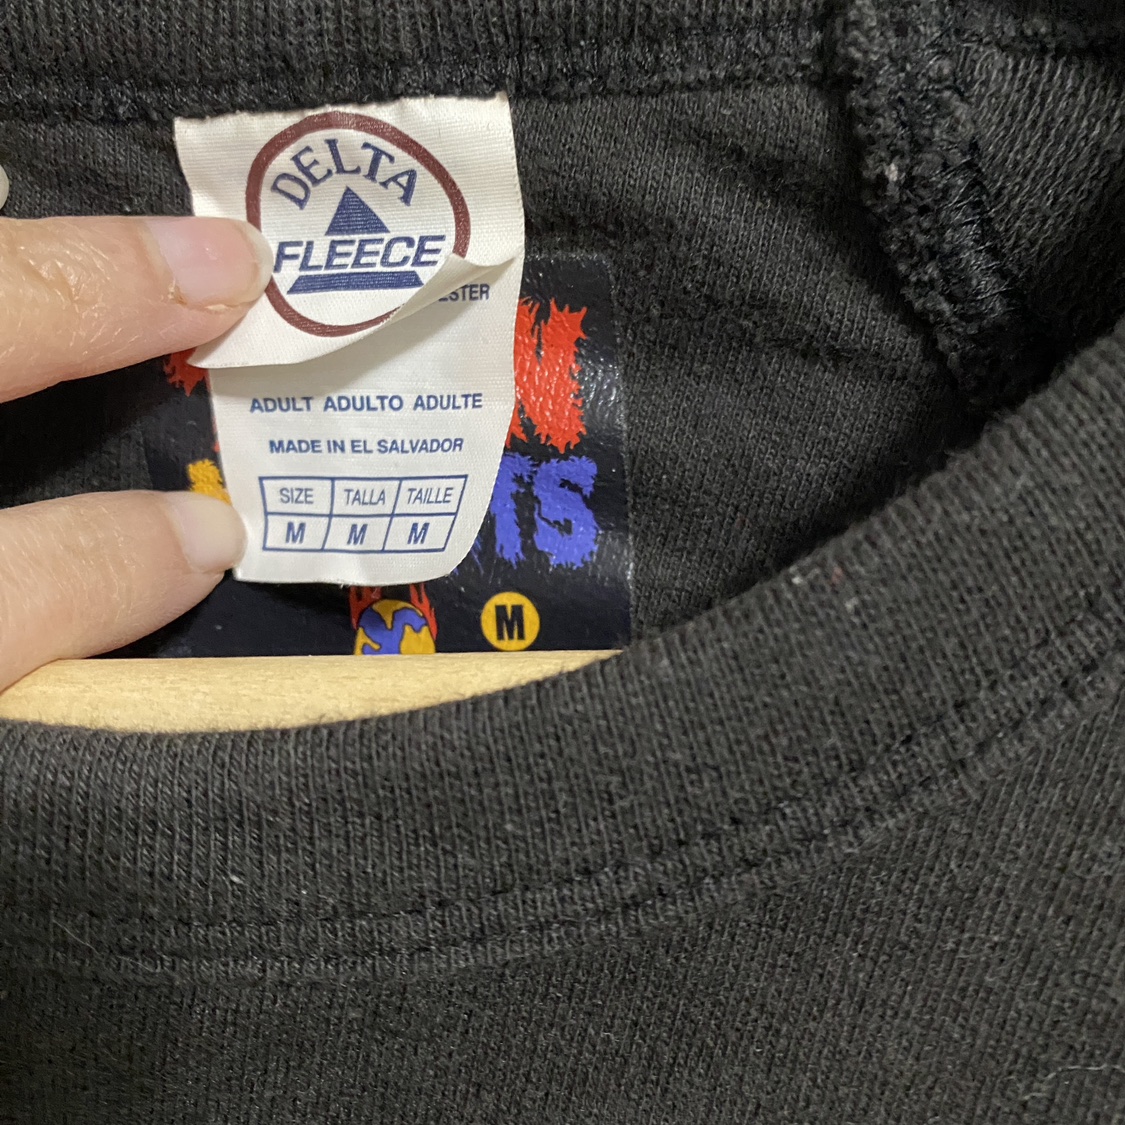 DELTA
FLEECE
ESTER
ADULT ADULTO ADULTE
MADE IN EL SALVADOR
SIZE TALLA TAILLE
M M M
M